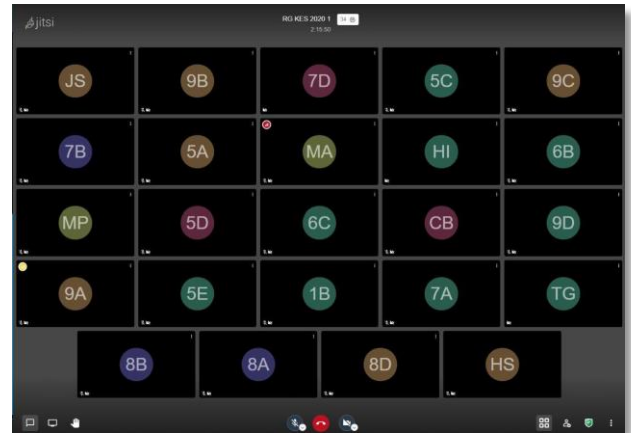 jitsi
RG KES 2020 1
2:15:50
JS 9B 7D 5C 9C
7B 5A MA HI 6B
MP 5D 6C CB 9D
9A 5E 1B 7A TG
8B 8A 8D HS